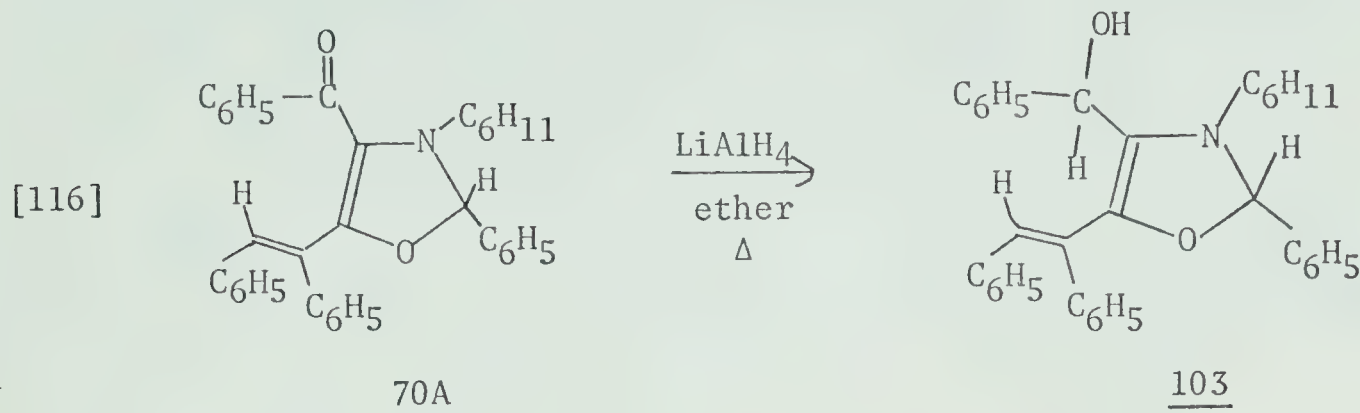 O
C6H5 C N C6H11
H H
O C6H5
C6H5
C6H5
[116]
LiAlH4
ether
Δ
OH
C6H5 C N C6H11
H H
H
O C6H5
C6H5
C6H5
70A
103